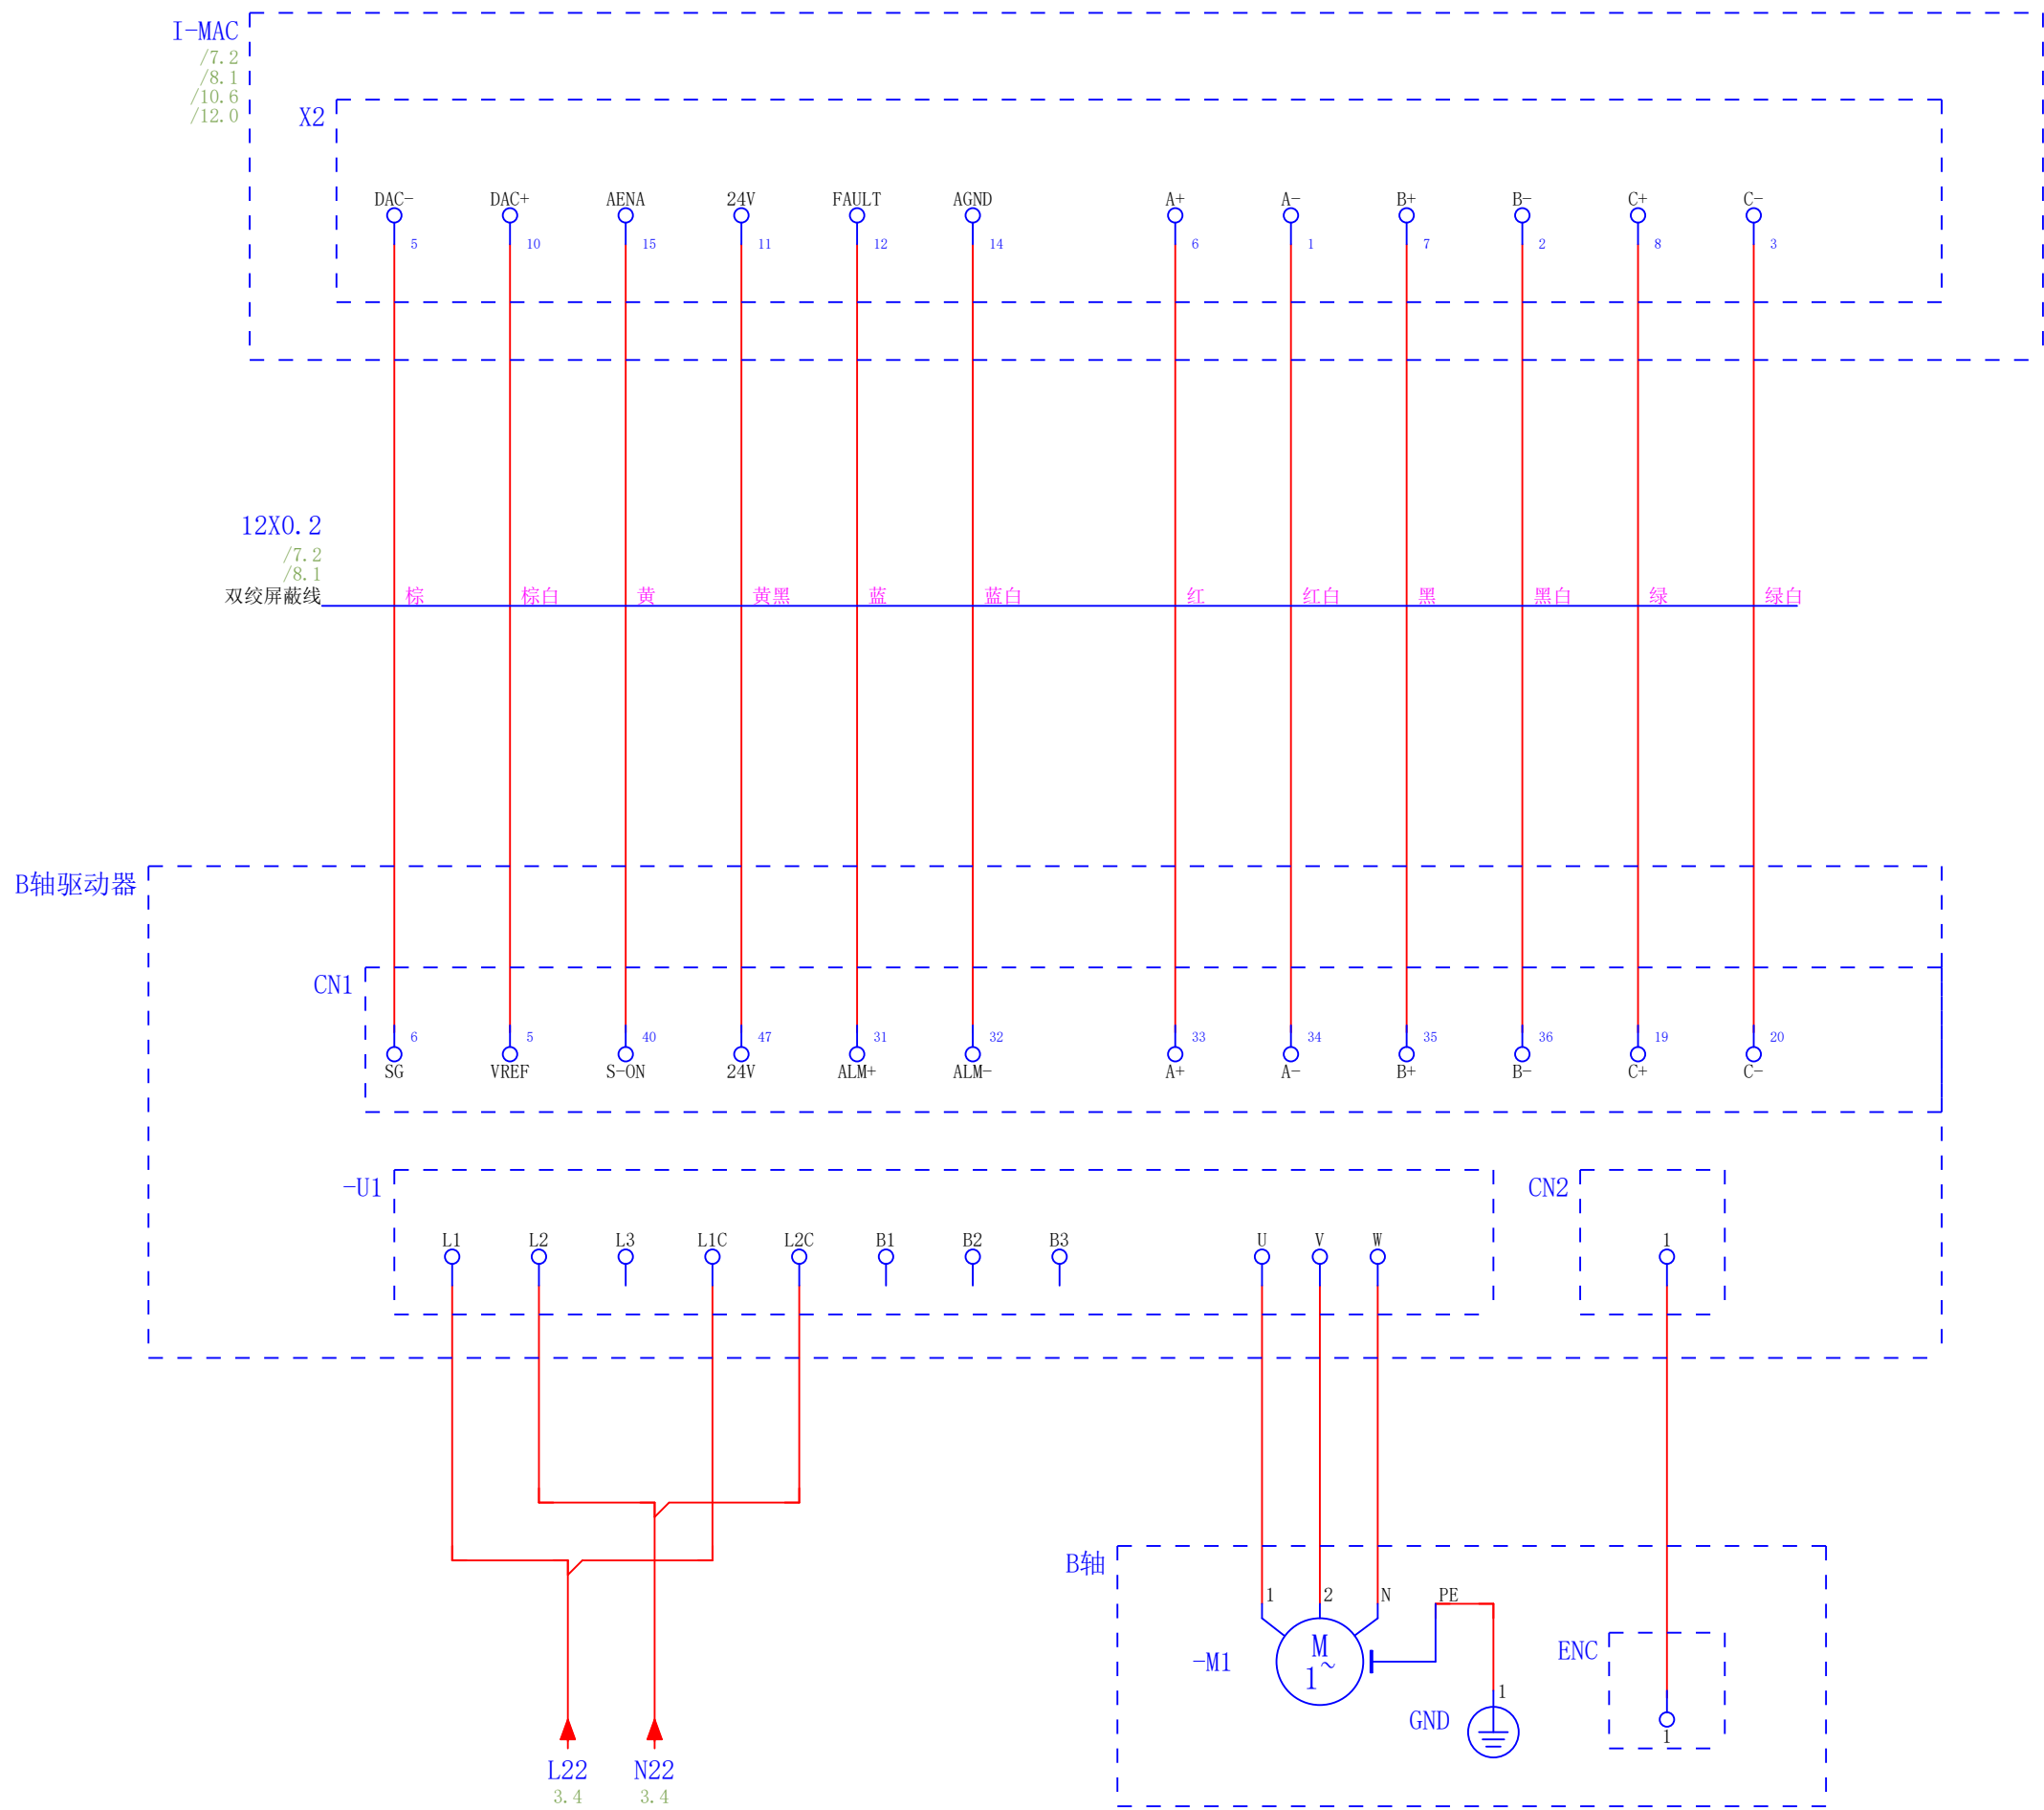 I-MAC
/7.2
/8.1
/10.6
/12.0
X2
DAC- DAC+ AENA 24V FAULT AGND A+ A- B+ B- C+ C-
5 10 15 11 12 14 6 1 7 2 8 3
12X0.2
/7.2
/8.1
双绞屏蔽线 棕 棕白 黄 黄黑 蓝 蓝白 红 红白 黑 黑白 绿 绿白
B轴驱动器
CN1
6 5 40 47 31 32 33 34 35 36 19 20
SG VREF S-ON 24V ALM+ ALM- A+ A- B+ B- C+ C-
-U1 CN2
L1 L2 L3 L1C L2C B1 B2 B3 U V W 1
B轴
1 2 N PE
-M1 M 1~ ENC
1
GND
1
L22 N22
3.4 3.4